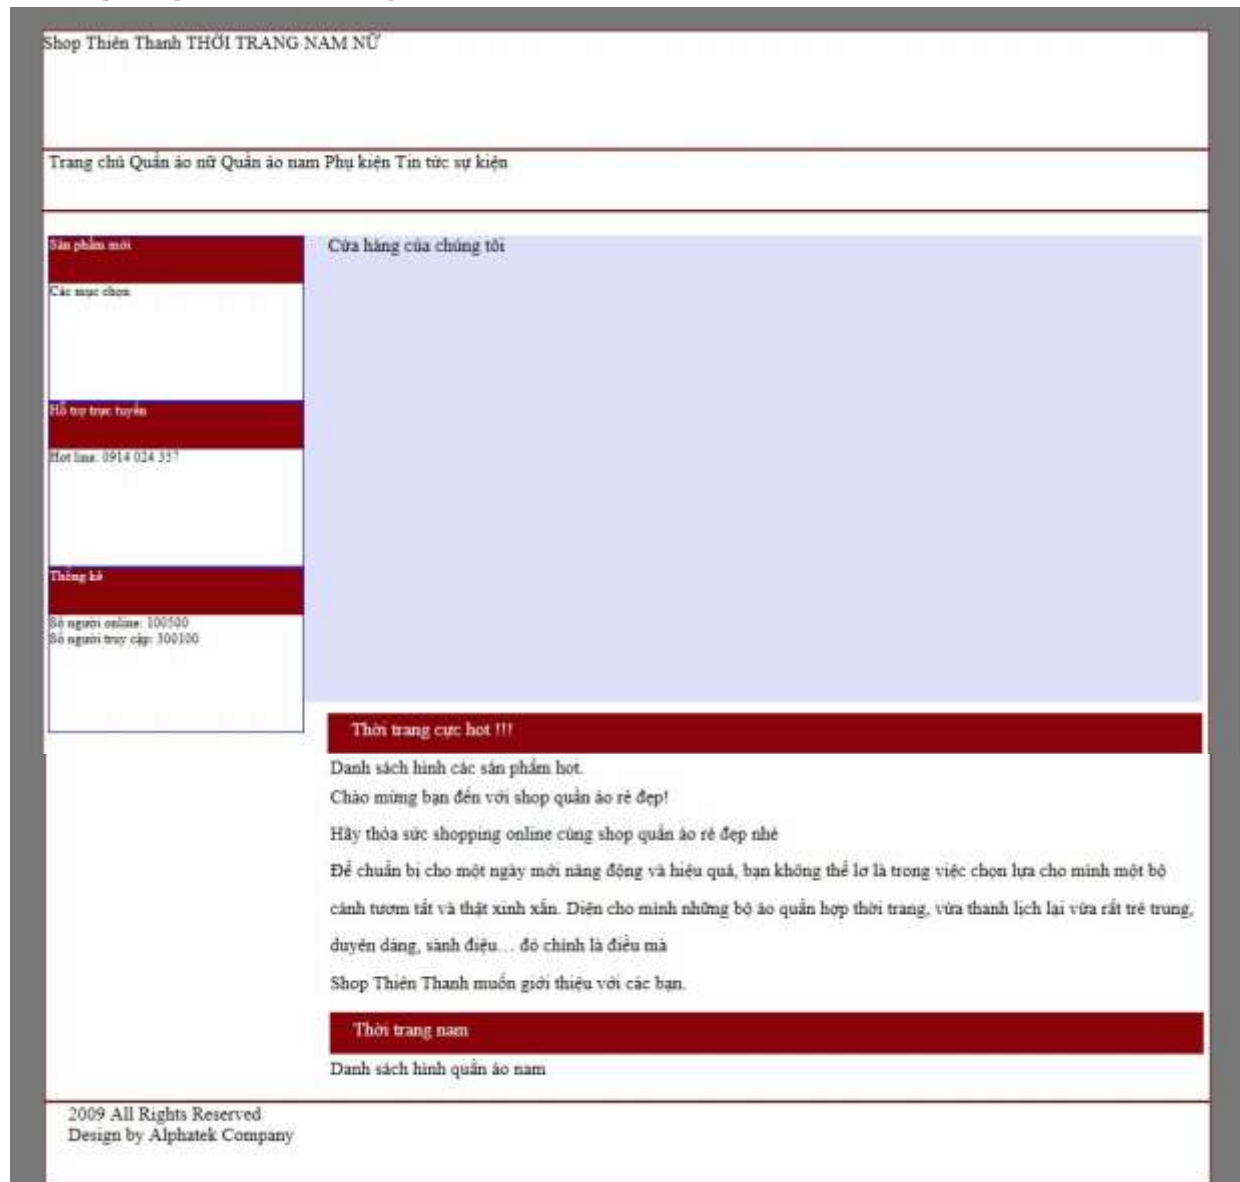 Shop Thiên Thanh THỜI TRANG NAM NỮ
Trang chủ Quần áo nữ Quần áo nam Phụ kiện Tin tức sự kiện
Sản phẩm mới
Các mục chọn
Hỗ trợ trực tuyến
Hot line: 0914 024 357
Thống kê
Số người online: 100500
Số người truy cập: 300100
Cửa hàng của chúng tôi
Thời trang cực hot !!!
Danh sách hình các sản phẩm hot.
Chào mừng bạn đến với shop quần áo rẻ đẹp!
Hãy thỏa sức shopping online cùng shop quần áo rẻ đẹp nhé
Để chuẩn bị cho một ngày mới năng động và hiệu quả, bạn không thể lơ là trong việc chọn lựa cho mình một bộ
cánh tươm tất và thật xinh xắn. Diện cho mình những bộ áo quần hợp thời trang, vừa thanh lịch lại vừa rất trẻ trung,
duyên dáng, sành điệu… đó chính là điều mà
Shop Thiên Thanh muốn giới thiệu với các bạn.
Thời trang nam
Danh sách hình quần áo nam
2009 All Rights Reserved
Design by Alphatek Company